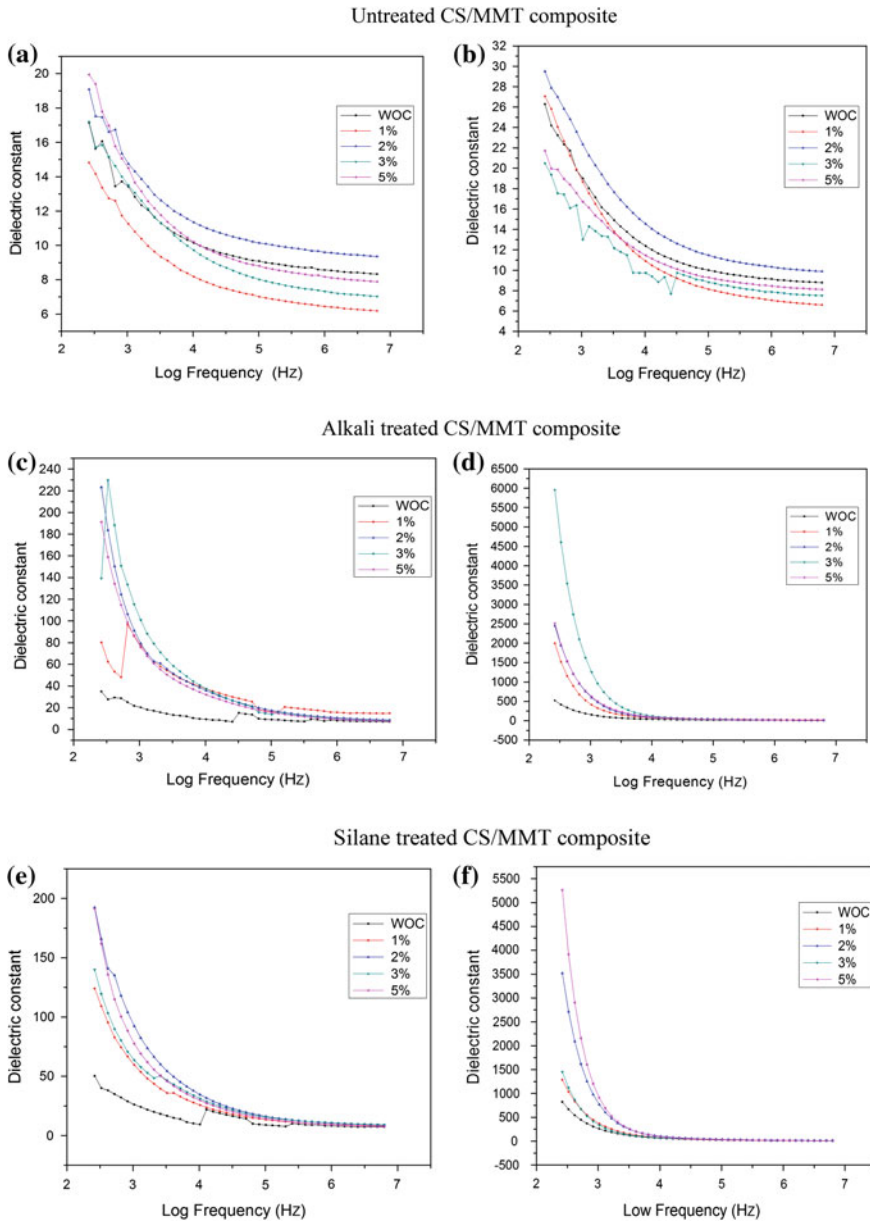 Untreated CS/MMT composite
(a)
20
18
16
14
12
10
8
6
2 3 4 5 6 7
Dielectric constant
Log Frequency (Hz)
WOC
1%
2%
3%
5%
(b)
32
30
28
26
24
22
20
18
16
14
12
10
8
6
4
2 3 4 5 6 7
Dielectric constant
Log Frequency (Hz)
WOC
1%
2%
3%
5%
Alkali treated CS/MMT composite
(c)
240
220
200
180
160
140
120
100
80
60
40
20
0
2 3 4 5 6 7
Dielectric constant
Log Frequency (Hz)
WOC
1%
2%
3%
5%
(d)
6500
6000
5500
5000
4500
4000
3500
3000
2500
2000
1500
1000
500
0
-500
2 3 4 5 6 7
Dielectric constant
Log Frequency (Hz)
WOC
1%
2%
3%
5%
Silane treated CS/MMT composite
(e)
200
150
100
50
0
2 3 4 5 6 7
Dielectric constant
Log Frequency (Hz)
WOC
1%
2%
3%
5%
(f)
5500
5000
4500
4000
3500
3000
2500
2000
1500
1000
500
0
-500
2 3 4 5 6 7
Dielectric constant
Low Frequency (Hz)
WOC
1%
2%
3%
5%